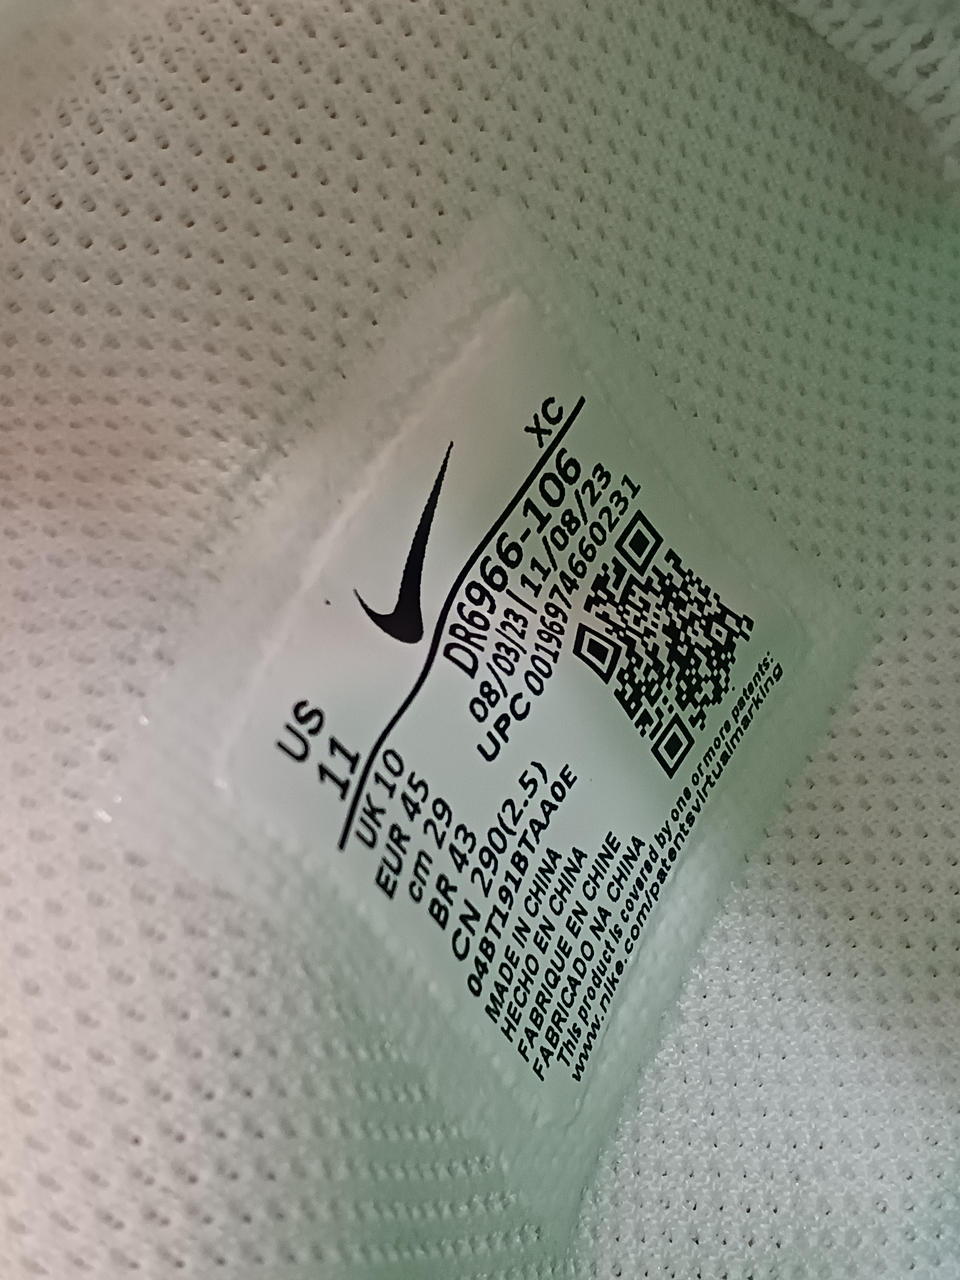 US
11
XC
UK 10
EUR 45
cm 29
BR 43
CN 290(2.5)
04BT191BTAA0E
DR6966-106
08/03/23 | 11/08/23
UPC 00196974660231
MADE IN CHINA
HECHO EN CHINA
FABRIQUE EN CHINE
FABRICADO NA CHINA
This product is covered by one or more patents:
www.nike.com/patentsvirtualmarking